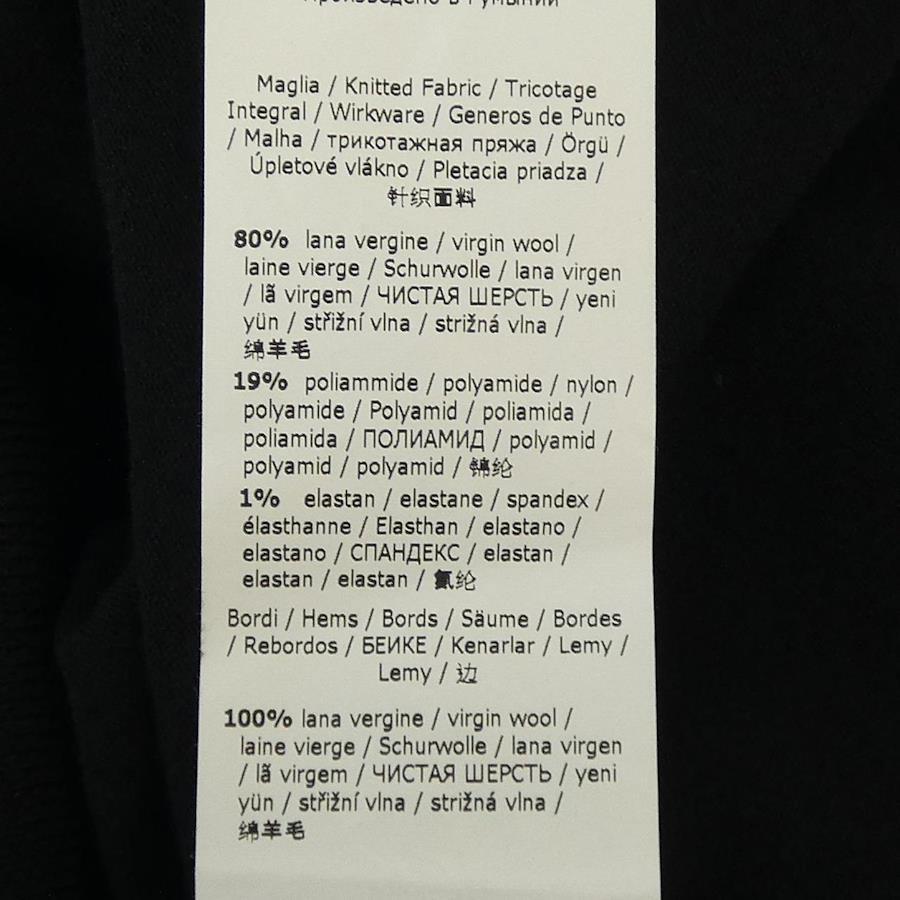 Произведено в Румынии
Maglia / Knitted Fabric / Tricotage
Integral / Wirkware / Generos de Punto
/ Malha / трикотажная пряжа / Örgü /
Úpletové vlákno / Pletacia priadza /
针织面料
80% lana vergine / virgin wool /
laine vierge / Schurwolle / lana virgen
/ lã virgem / ЧИСТАЯ ШЕРСТЬ / yeni
yün / střižní vlna / strižná vlna /
绵羊毛
19% poliammide / polyamide / nylon /
polyamide / Polyamid / poliamida /
poliamida / ПОЛИАМИД / polyamid /
polyamid / polyamid / 锦纶
1% elastan / elastane / spandex /
élasthanne / Elasthan / elastano /
elastano / СПАНДЕКС / elastan /
elastan / elastan / 氨纶
Bordi / Hems / Bords / Säume / Bordes
/ Rebordos / БЕИКЕ / Kenarlar / Lemy /
Lemy / 边
100% lana vergine / virgin wool /
laine vierge / Schurwolle / lana virgen
/ lã virgem / ЧИСТАЯ ШЕРСТЬ / yeni
yün / střižní vlna / strižná vlna /
绵羊毛